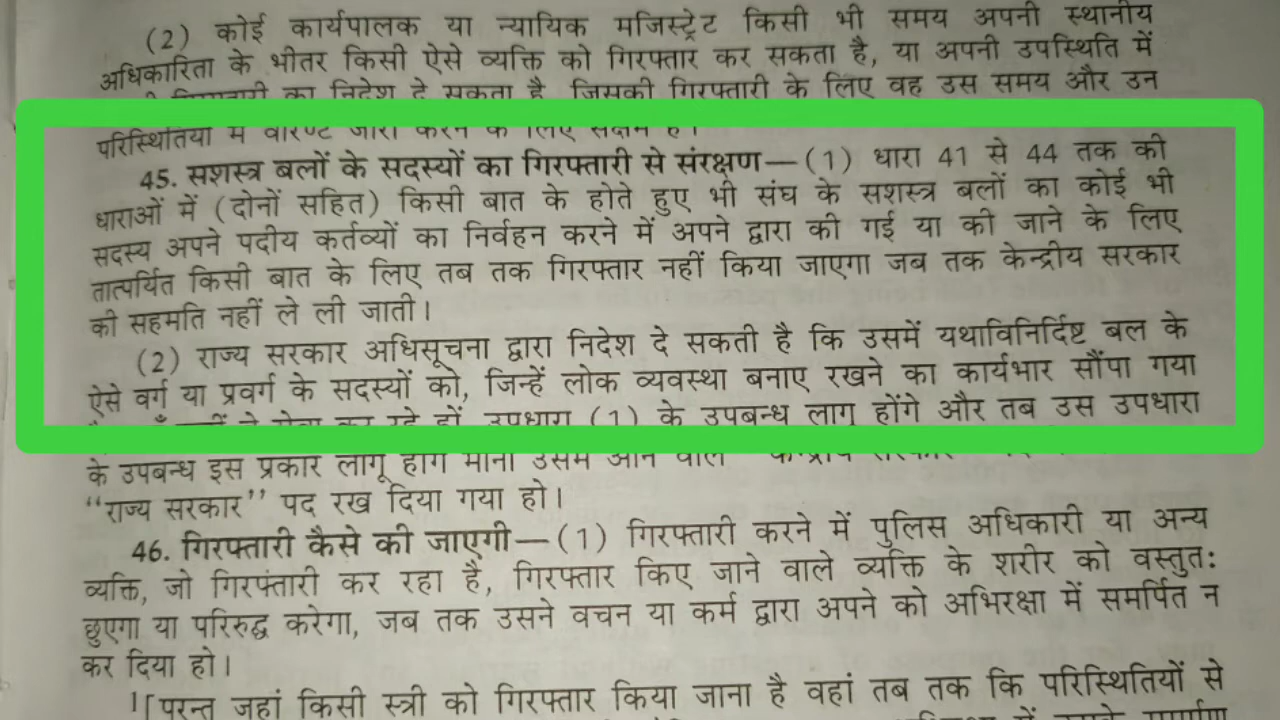 (2) कोई कार्यपालक या न्यायिक मजिस्ट्रेट किसी भी समय अपनी स्थानीय
अधिकारिता के भीतर किसी ऐसे व्यक्ति को गिरफ्तार कर सकता है, या अपनी उपस्थिति में
का निदेश दे सकता है, जिसकी गिरफ्तारी के लिए वह उस समय और उन
परिस्थितियों में वारण्ट जारी करने के लिए सक्षम है।
45. सशस्त्र बलों के सदस्यों का गिरफ्तारी से संरक्षण—(1) धारा 41 से 44 तक की
धाराओं में (दोनों सहित) किसी बात के होते हुए भी संघ के सशस्त्र बलों का कोई भी
सदस्य अपने पदीय कर्तव्यों का निर्वहन करने में अपने द्वारा की गई या की जाने के लिए
तात्पर्यित किसी बात के लिए तब तक गिरफ्तार नहीं किया जाएगा जब तक केन्द्रीय सरकार
की सहमति नहीं ले ली जाती।
(2) राज्य सरकार अधिसूचना द्वारा निदेश दे सकती है कि उसमें यथाविनिर्दिष्ट बल के
ऐसे वर्ग या प्रवर्ग के सदस्यों को, जिन्हें लोक व्यवस्था बनाए रखने का कार्यभार सौंपा गया
सेवा कर रहे हों, उपधारा (1) के उपबन्ध लागू होंगे और तब उस उपधारा
के उपबन्ध इस प्रकार लागू होंगे मानो उसमें आने वाले
“राज्य सरकार” पद रख दिया गया हो।
46. गिरफ्तारी कैसे की जाएगी—(1) गिरफ्तारी करने में पुलिस अधिकारी या अन्य
व्यक्ति, जो गिरफ्तारी कर रहा है, गिरफ्तार किए जाने वाले व्यक्ति के शरीर को वस्तुतः
छुएगा या परिरुद्ध करेगा, जब तक उसने वचन या कर्म द्वारा अपने को अभिरक्षा में समर्पित न
कर दिया हो।
¹[परन्तु जहां किसी स्त्री को गिरफ्तार किया जाना है वहां तब तक कि परिस्थितियों से